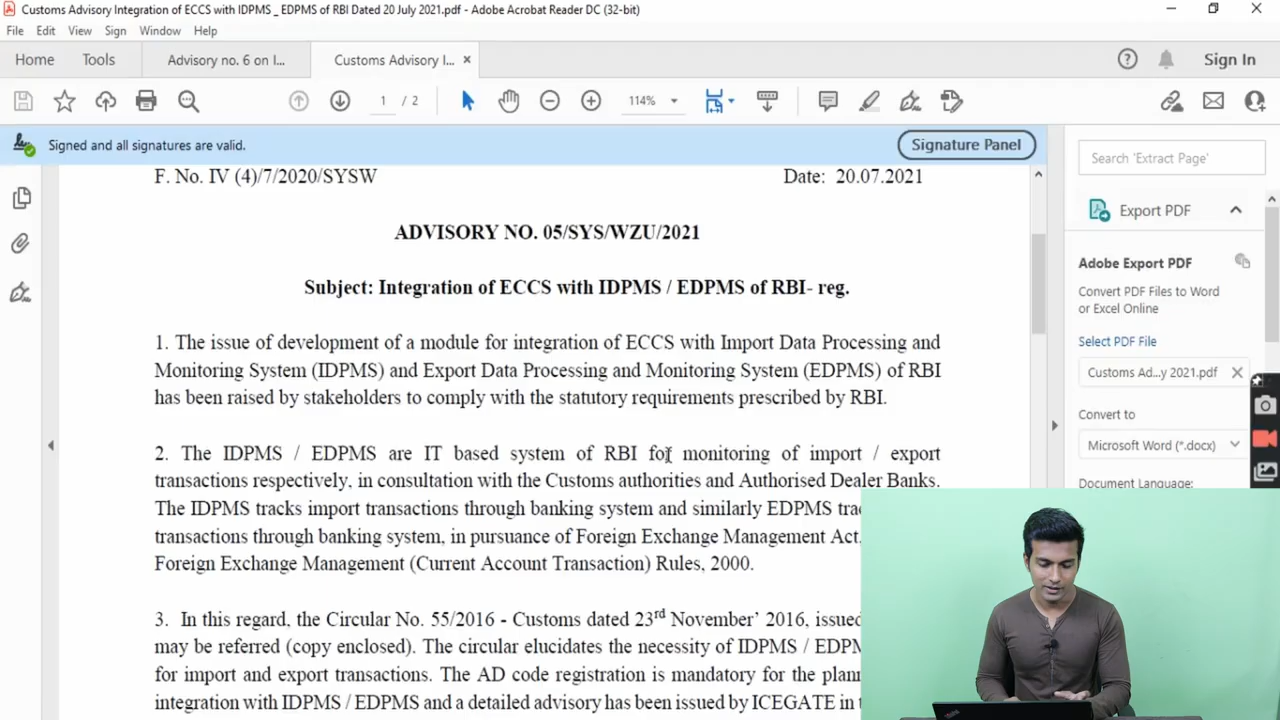 Customs Advisory Integration of ECCS with IDPMS _ EDPMS of RBI Dated 20 July 2021.pdf - Adobe Acrobat Reader DC (32-bit)
File Edit View Sign Window Help
Home Tools Advisory no. 6 on I... Customs Advisory I... Sign In
1 / 2 114%
Signed and all signatures are valid. Signature Panel
Search 'Extract Page'
F. No. IV (4)/7/2020/SYSW Date: 20.07.2021
ADVISORY NO. 05/SYS/WZU/2021
Subject: Integration of ECCS with IDPMS / EDPMS of RBI- reg.
1. The issue of development of a module for integration of ECCS with Import Data Processing and
Monitoring System (IDPMS) and Export Data Processing and Monitoring System (EDPMS) of RBI
has been raised by stakeholders to comply with the statutory requirements prescribed by RBI.
2. The IDPMS / EDPMS are IT based system of RBI for monitoring of import / export
transactions respectively, in consultation with the Customs authorities and Authorised Dealer Banks.
The IDPMS tracks import transactions through banking system and similarly EDPMS trac
transactions through banking system, in pursuance of Foreign Exchange Management Act,
Foreign Exchange Management (Current Account Transaction) Rules, 2000.
3. In this regard, the Circular No. 55/2016 - Customs dated 23rd November' 2016, issued
may be referred (copy enclosed). The circular elucidates the necessity of IDPMS / EDPM
for import and export transactions. The AD code registration is mandatory for the plann
integration with IDPMS / EDPMS and a detailed advisory has been issued by ICEGATE in
Export PDF
Adobe Export PDF
Convert PDF Files to Word
or Excel Online
Select PDF File
Customs Ad...y 2021.pdf
Convert to
Microsoft Word (*.docx)
Document Language: